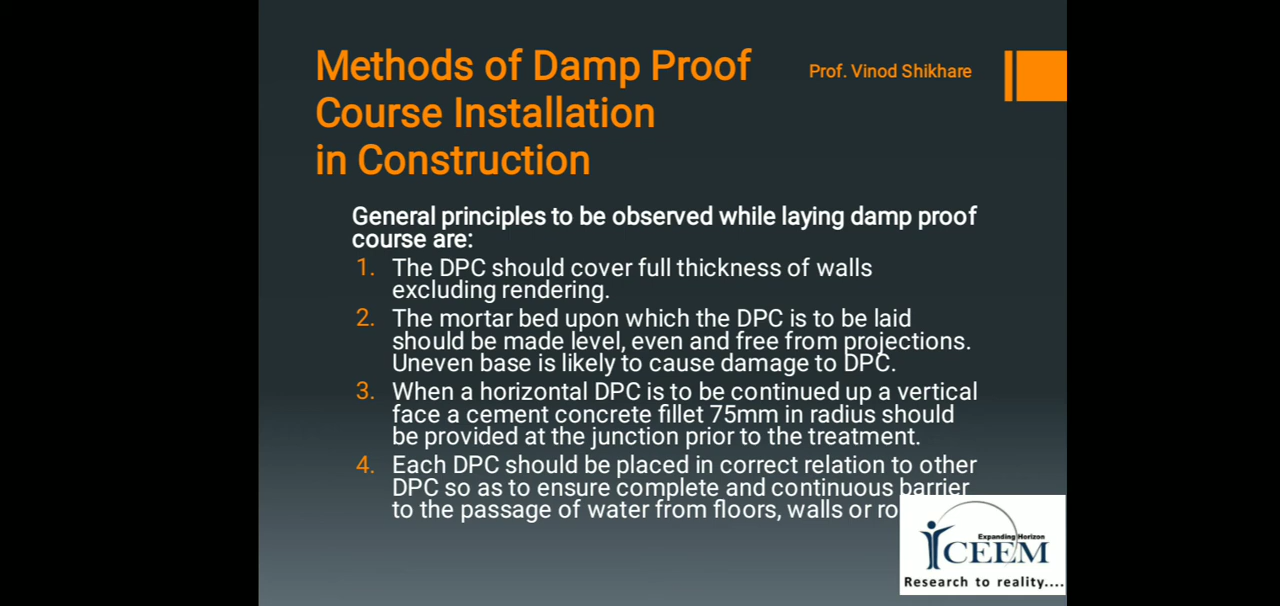 Methods of Damp Proof
Prof. Vinod Shikhare
Course Installation
in Construction
General principles to be observed while laying damp proof
course are:
1. The DPC should cover full thickness of walls
excluding rendering.
2. The mortar bed upon which the DPC is to be laid
should be made level, even and free from projections.
Uneven base is likely to cause damage to DPC.
3. When a horizontal DPC is to be continued up a vertical
face a cement concrete fillet 75mm in radius should
be provided at the junction prior to the treatment.
4. Each DPC should be placed in correct relation to other
DPC so as to ensure complete and continuous barrier
to the passage of water from floors, walls or
Expanding Horizon
ICEEM
Research to reality....